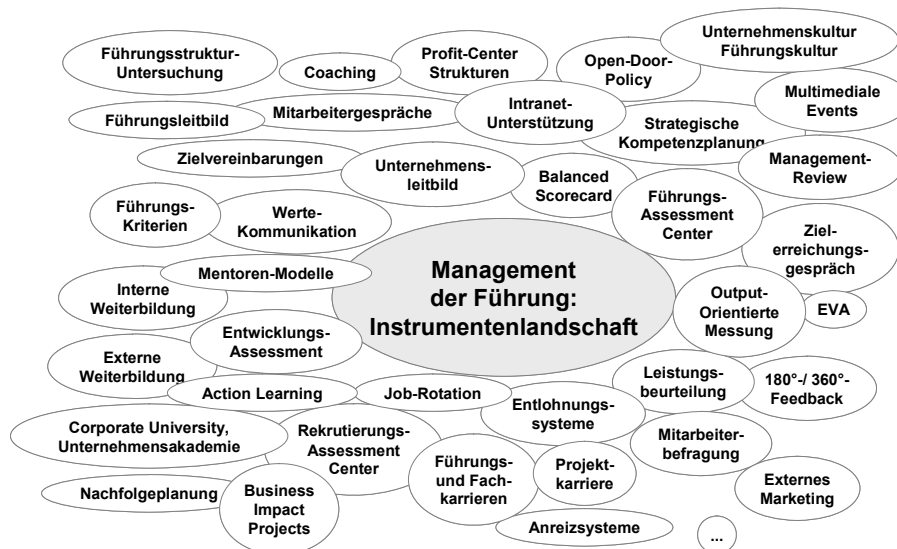 Führungsstruktur-
Untersuchung
Coaching
Profit-Center
Strukturen
Open-Door-
Policy
Unternehmenskultur
Führungskultur
Führungsleitbild
Mitarbeitergespräche
Intranet-
Unterstützung
Strategische
Kompetenzplanung
Multimediale
Events
Zielvereinbarungen
Unternehmens-
leitbild
Balanced
Scorecard
Management-
Review
Führungs-
Kriterien
Werte-
Kommunikation
Führungs-
Assessment
Center
Ziel-
erreichungs-
gespräch
Mentoren-Modelle
Management
der Führung:
Instrumentenlandschaft
Interne
Weiterbildung
Output-
Orientierte
Messung
EVA
Entwicklungs-
Assessment
Externe
Weiterbildung
Leistungs-
beurteilung
180°-/ 360°-
Feedback
Action Learning
Job-Rotation
Entlohnungs-
systeme
Corporate University,
Unternehmensakademie
Rekrutierungs-
Assessment
Center
Führungs-
und Fach-
karrieren
Projekt-
karriere
Mitarbeiter-
befragung
Externes
Marketing
Nachfolgeplanung
Business
Impact
Projects
Anreizsysteme
...